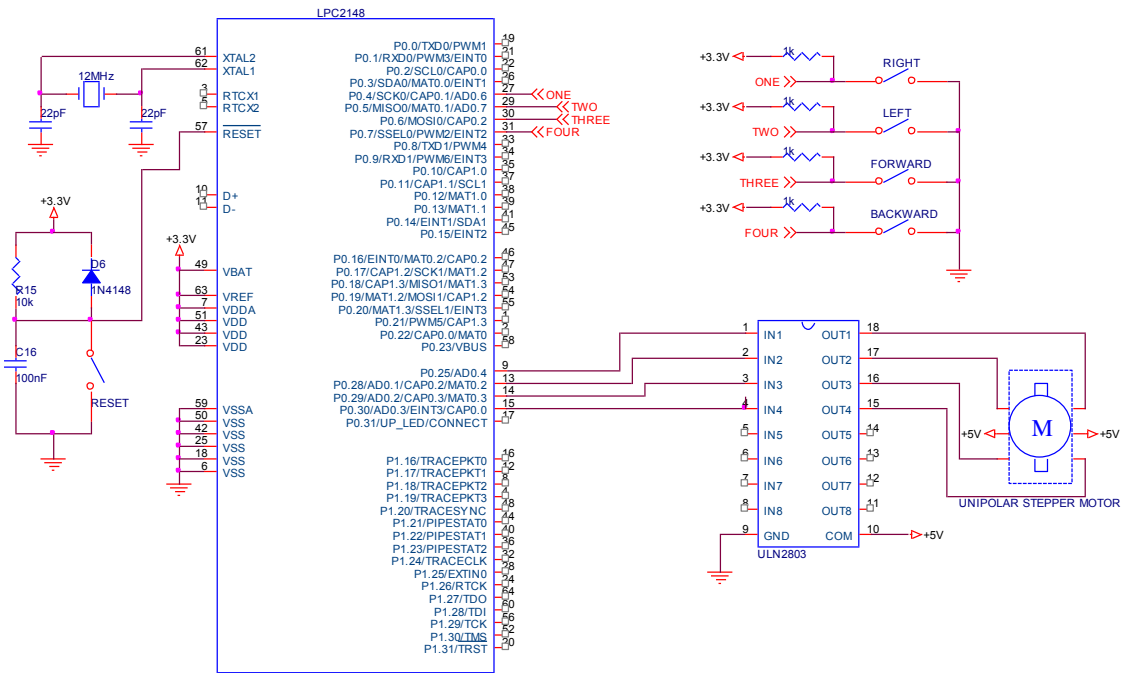 LPC2148
61 XTAL2
62 XTAL1
12MHz
22pF
22pF
3 RTCX1
5 RTCX2
57 RESET
10 D+
11 D-
+3.3V
R15
10k
D6
1N4148
C16
100nF
RESET
+3.3V
49 VBAT
63 VREF
7 VDDA
51 VDD
43 VDD
23 VDD
59 VSSA
50 VSS
42 VSS
25 VSS
18 VSS
6 VSS
P0.0/TXD0/PWM1 19
P0.1/RXD0/PWM3/EINT0 21
P0.2/SCL0/CAP0.0 22
P0.3/SDA0/MAT0.0/EINT1 26
P0.4/SCK0/CAP0.1/AD0.6 27 ONE
P0.5/MISO0/MAT0.1/AD0.7 29 TWO
P0.6/MOSI0/CAP0.2 30 THREE
P0.7/SSEL0/PWM2/EINT2 31 FOUR
P0.8/TXD1/PWM4 33
P0.9/RXD1/PWM6/EINT3 34
P0.10/CAP1.0 35
P0.11/CAP1.1/SCL1 37
P0.12/MAT1.0 38
P0.13/MAT1.1 39
P0.14/EINT1/SDA1 41
P0.15/EINT2 45
P0.16/EINT0/MAT0.2/CAP0.2 46
P0.17/CAP1.2/SCK1/MAT1.2 47
P0.18/CAP1.3/MISO1/MAT1.3 53
P0.19/MAT1.2/MOSI1/CAP1.2 54
P0.20/MAT1.3/SSEL1/EINT3 55
P0.21/PWM5/CAP1.3 1
P0.22/CAP0.0/MAT0 2
P0.23/VBUS 58
P0.25/AD0.4 9
P0.28/AD0.1/CAP0.2/MAT0.2 13
P0.29/AD0.2/CAP0.3/MAT0.3 14
P0.30/AD0.3/EINT3/CAP0.0 15
P0.31/UP_LED/CONNECT 17
P1.16/TRACEPKT0 16
P1.17/TRACEPKT1 12
P1.18/TRACEPKT2 8
P1.19/TRACEPKT3 4
P1.20/TRACESYNC 48
P1.21/PIPESTAT0 44
P1.22/PIPESTAT1 40
P1.23/PIPESTAT2 36
P1.24/TRACECLK 32
P1.25/EXTIN0 28
P1.26/RTCK 24
P1.27/TDO 64
P1.28/TDI 60
P1.29/TCK 56
P1.30/TMS 52
P1.31/TRST 20
+3.3V 1k
ONE RIGHT
+3.3V 1k
TWO LEFT
+3.3V 1k
THREE FORWARD
+3.3V 1k
FOUR BACKWARD
1 IN1 OUT1 18
2 IN2 OUT2 17
3 IN3 OUT3 16
4 IN4 OUT4 15
5 IN5 OUT5 14
6 IN6 OUT6 13
7 IN7 OUT7 12
8 IN8 OUT8 11
9 GND COM 10 +5V
ULN2803
+5V M +5V
UNIPOLAR STEPPER MOTOR